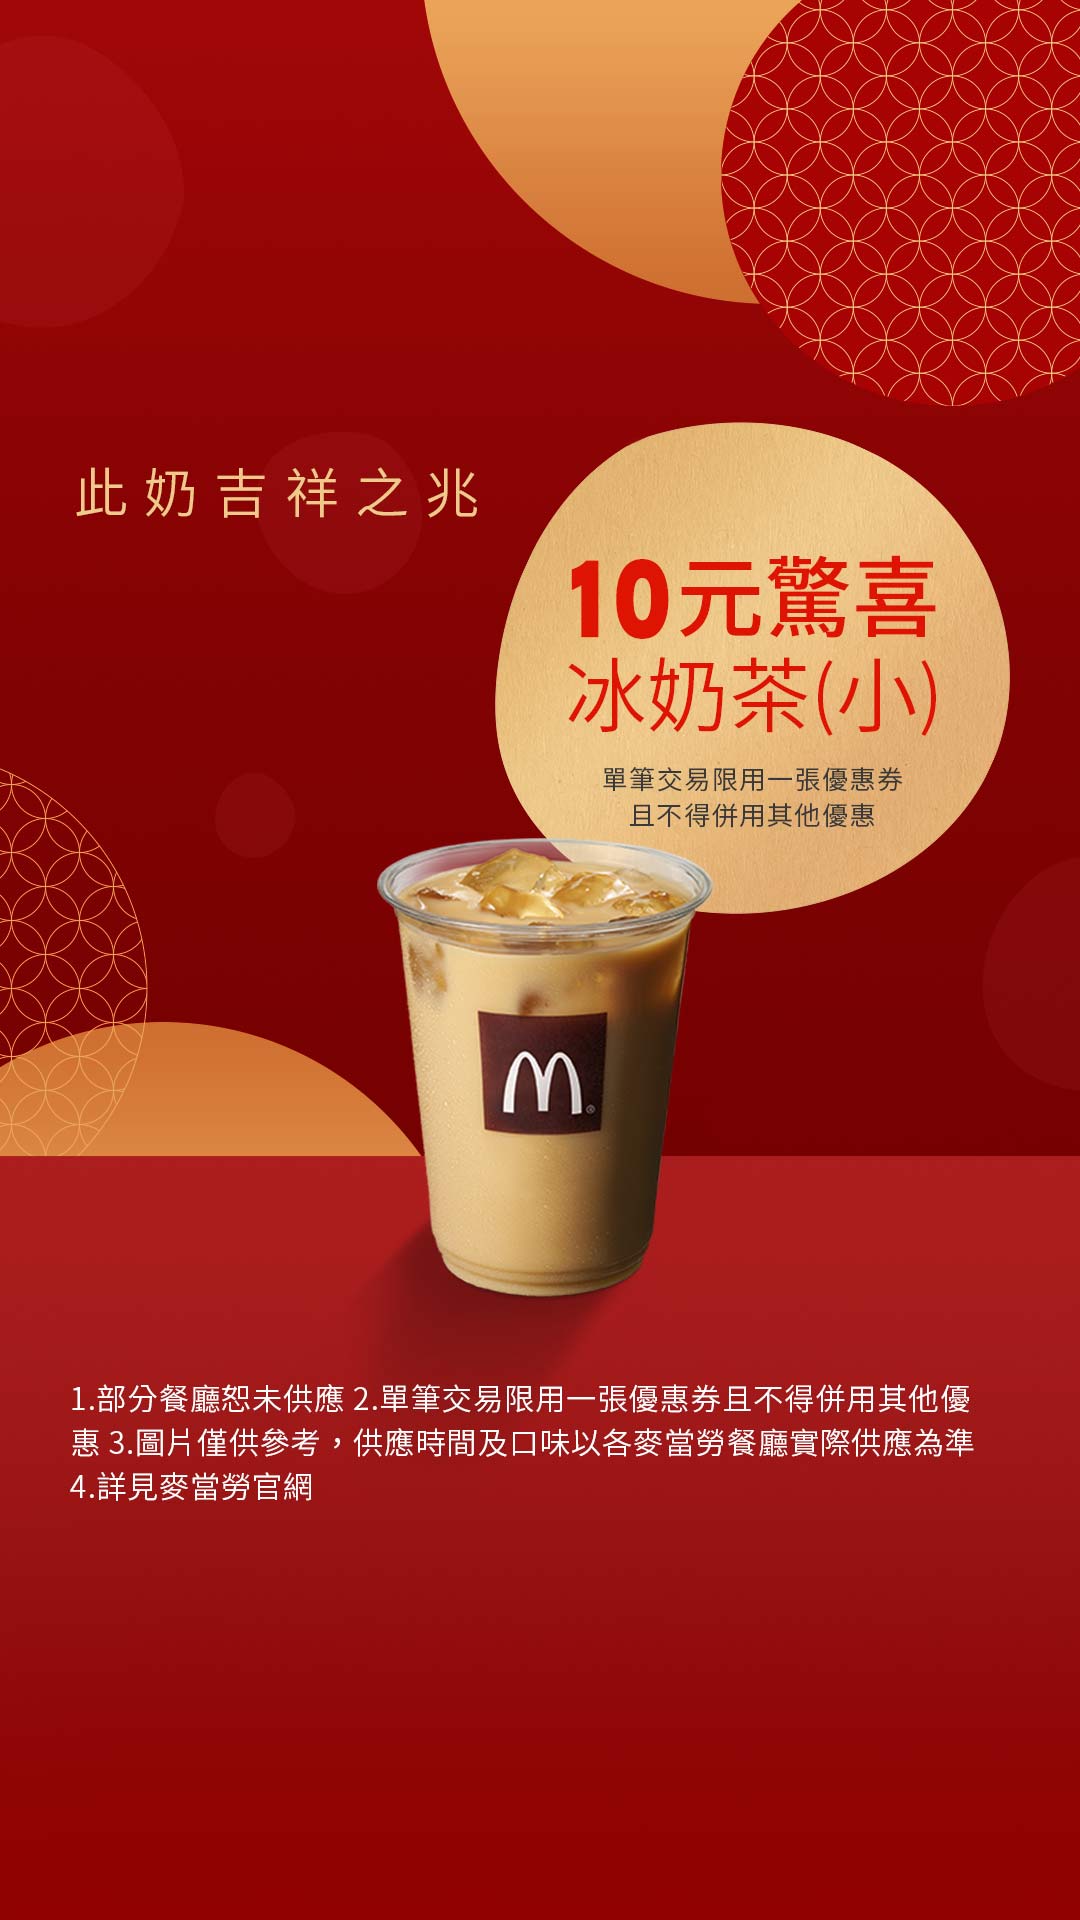 此奶吉祥之兆
10元驚喜
冰奶茶(小)
單筆交易限用一張優惠券
且不得併用其他優惠
M
1.部分餐廳恕未供應 2.單筆交易限用一張優惠券且不得併用其他優
惠 3.圖片僅供參考，供應時間及口味以各麥當勞餐廳實際供應為準
4.詳見麥當勞官網